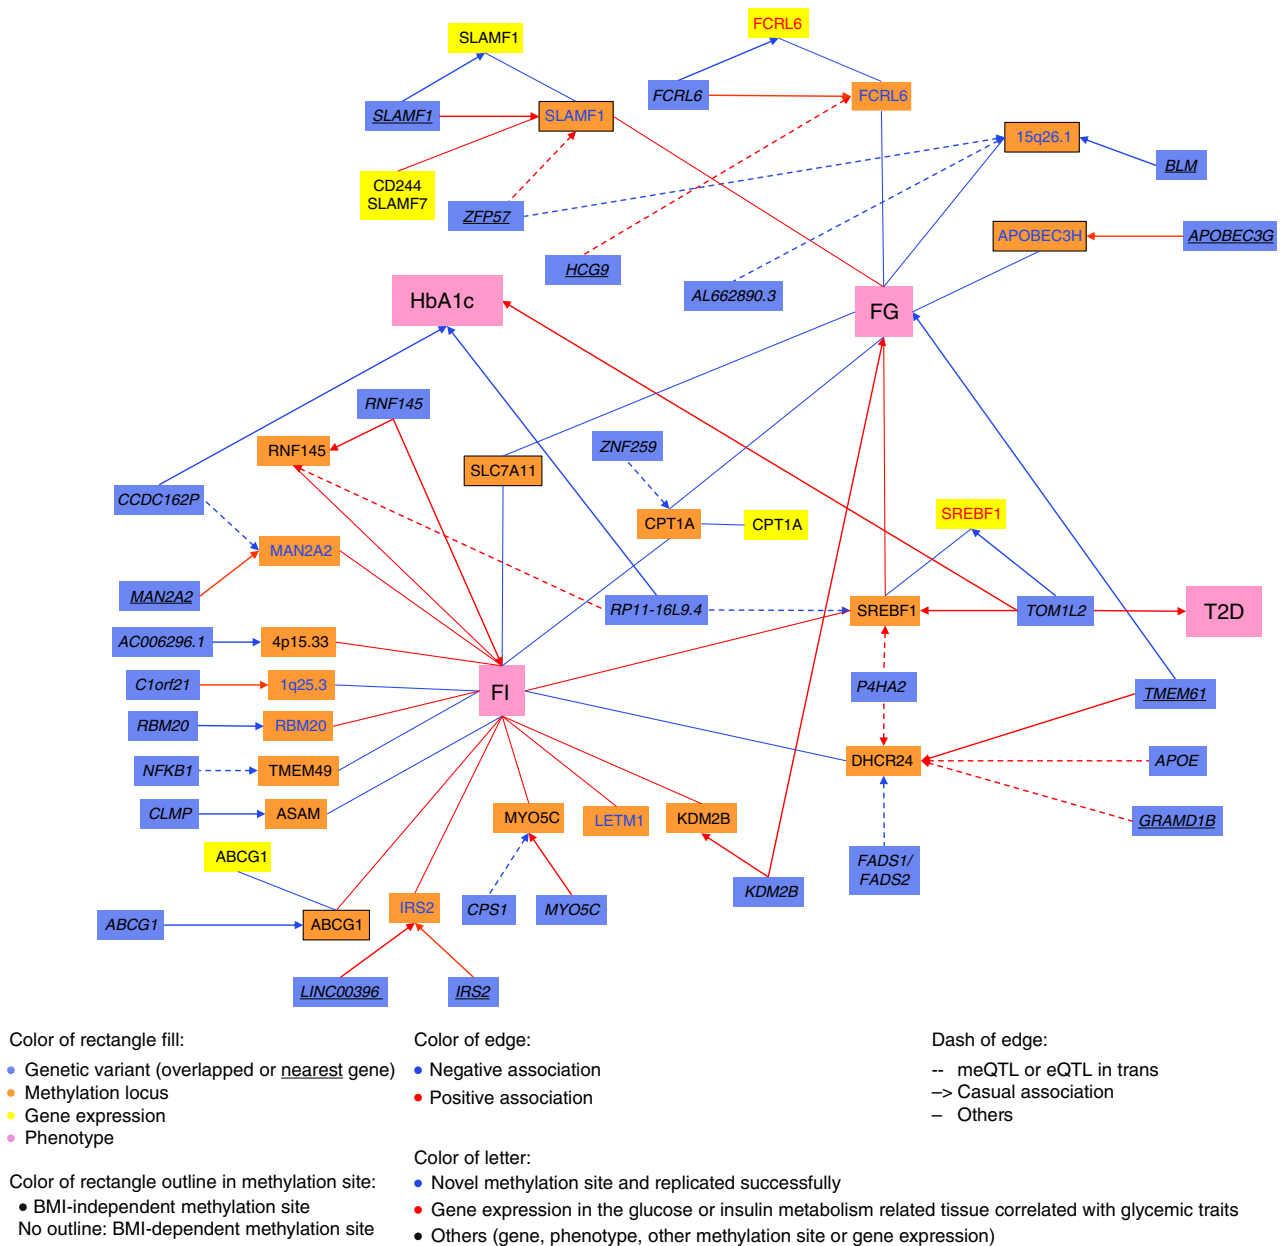 FCRL6
SLAMF1
FCRL6
FCRL6
SLAMF1
SLAMF1
15q26.1
BLM
CD244
SLAMF7
ZFP57
APOBEC3H
APOBEC3G
HCG9
AL662890.3
HbA1c
FG
RNF145
RNF145
ZNF259
SLC7A11
CCDC162P
SREBF1
CPT1A
CPT1A
MAN2A2
MAN2A2
RP11-16L9.4
SREBF1
TOM1L2
T2D
AC006296.1
4p15.33
C1orf21
1q25.3
FI
P4HA2
TMEM61
RBM20
RBM20
NFKB1
TMEM49
DHCR24
APOE
CLMP
ASAM
MYO5C
LETM1
KDM2B
GRAMD1B
ABCG1
FADS1/
FADS2
KDM2B
IRS2
CPS1
MYO5C
ABCG1
ABCG1
LINC00396
IRS2
Color of rectangle fill:
Genetic variant (overlapped or nearest gene)
Methylation locus
Gene expression
Phenotype
Color of rectangle outline in methylation site:
BMI-independent methylation site
No outline: BMI-dependent methylation site
Color of edge:
Negative association
Positive association
Color of letter:
Novel methylation site and replicated successfully
Gene expression in the glucose or insulin metabolism related tissue correlated with glycemic traits
Others (gene, phenotype, other methylation site or gene expression)
Dash of edge:
-- meQTL or eQTL in trans
–> Casual association
– Others